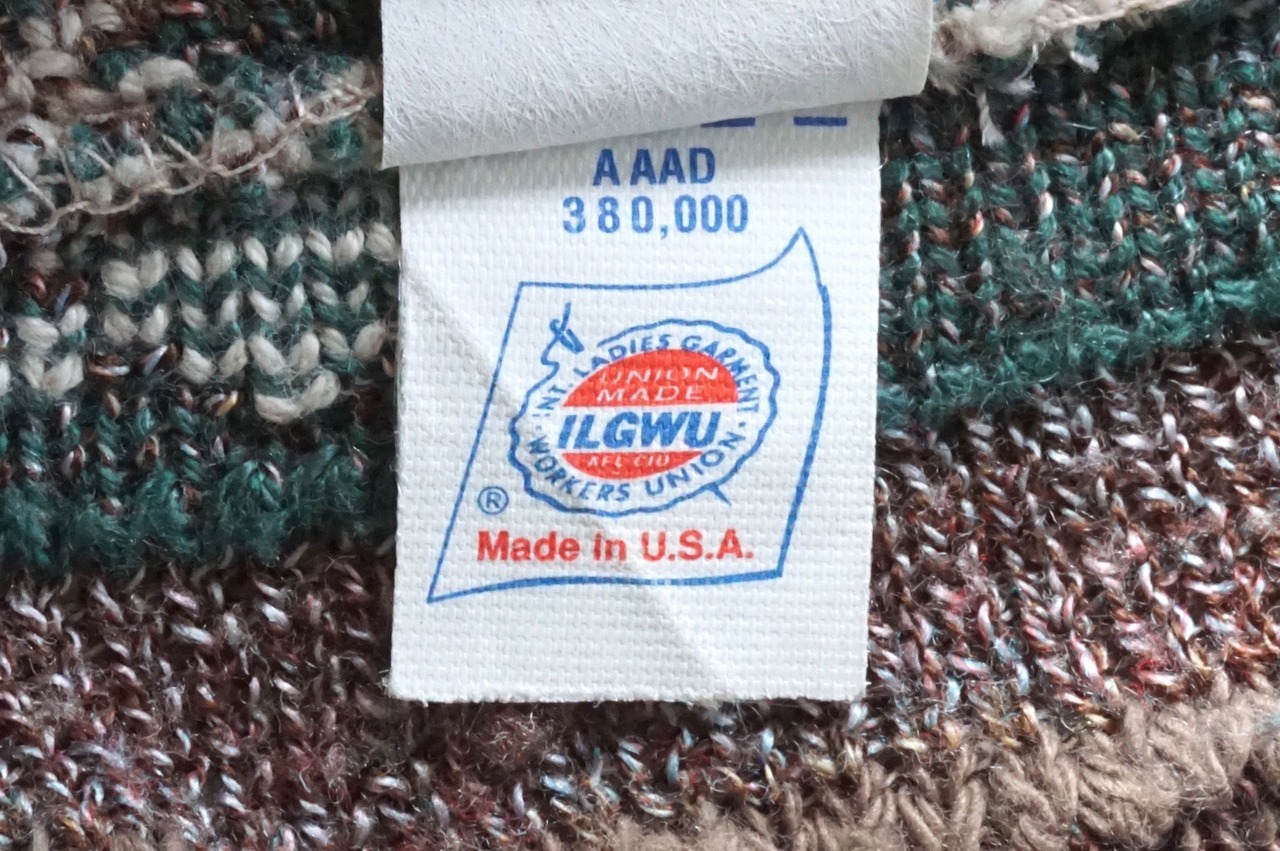 AAAD
380,000
INT. LADIES GARMENT
UNION
MADE
ILGWU
AFL-CIO
WORKERS UNION
®
Made in U.S.A.